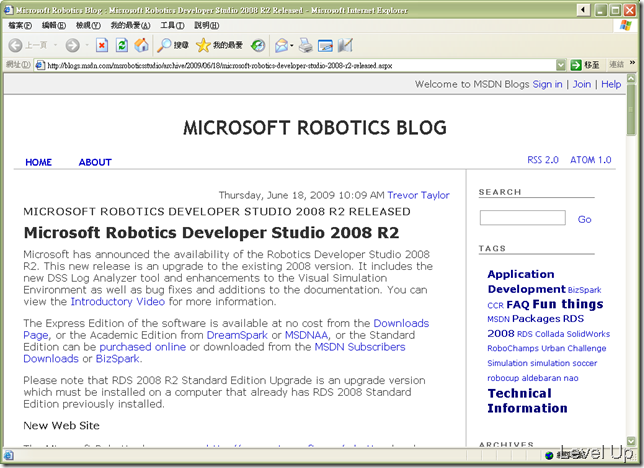 Microsoft Robotics Blog : Microsoft Robotics Developer Studio 2008 R2 Released - Microsoft Internet Explorer
檔案(F) 編輯(E) 檢視(V) 我的最愛(A) 工具(T) 說明(H)
上一頁 搜尋 我的最愛
網址(D) http://blogs.msdn.com/msroboticsstudio/archive/2009/06/18/microsoft-robotics-developer-studio-2008-r2-released.aspx 移至 連結 »
Welcome to MSDN Blogs Sign in | Join | Help
MICROSOFT ROBOTICS BLOG
HOME ABOUT
RSS 2.0 ATOM 1.0
Thursday, June 18, 2009 10:09 AM Trevor Taylor
MICROSOFT ROBOTICS DEVELOPER STUDIO 2008 R2 RELEASED
Microsoft Robotics Developer Studio 2008 R2
Microsoft has announced the availability of the Robotics Developer Studio 2008
R2. This new release is an upgrade to the existing 2008 version. It includes the
new DSS Log Analyzer tool and enhancements to the Visual Simulation
Environment as well as bug fixes and additions to the documentation. You can
view the Introductory Video for more information.
The Express Edition of the software is available at no cost from the Downloads
Page, or the Academic Edition from DreamSpark or MSDNAA, or the Standard
Edition can be purchased online or downloaded from the MSDN Subscribers
Downloads or BizSpark.
Please note that RDS 2008 R2 Standard Edition Upgrade is an upgrade version
which must be installed on a computer that already has RDS 2008 Standard
Edition previously installed.
New Web Site
SEARCH
Go
TAGS
Application
Development BizSpark
CCR FAQ Fun things
MSDN Packages RDS
2008 RDS Collada SolidWorks
RoboChamps Urban Challenge
Simulation simulation soccer
robocup aldebaran nao
Technical
Information
ARCHIVES
Level Up